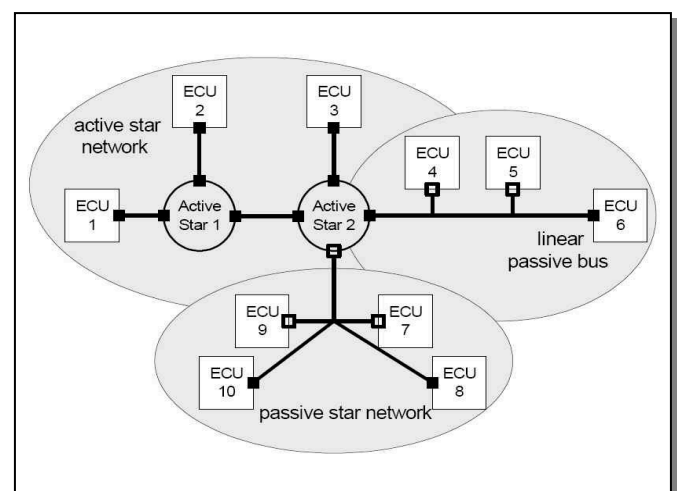 ECU
2
ECU
3
active star
network
ECU
4
ECU
5
ECU
1
Active
Star 1
Active
Star 2
ECU
6
linear
passive bus
ECU
9
ECU
7
ECU
10
ECU
8
passive star network